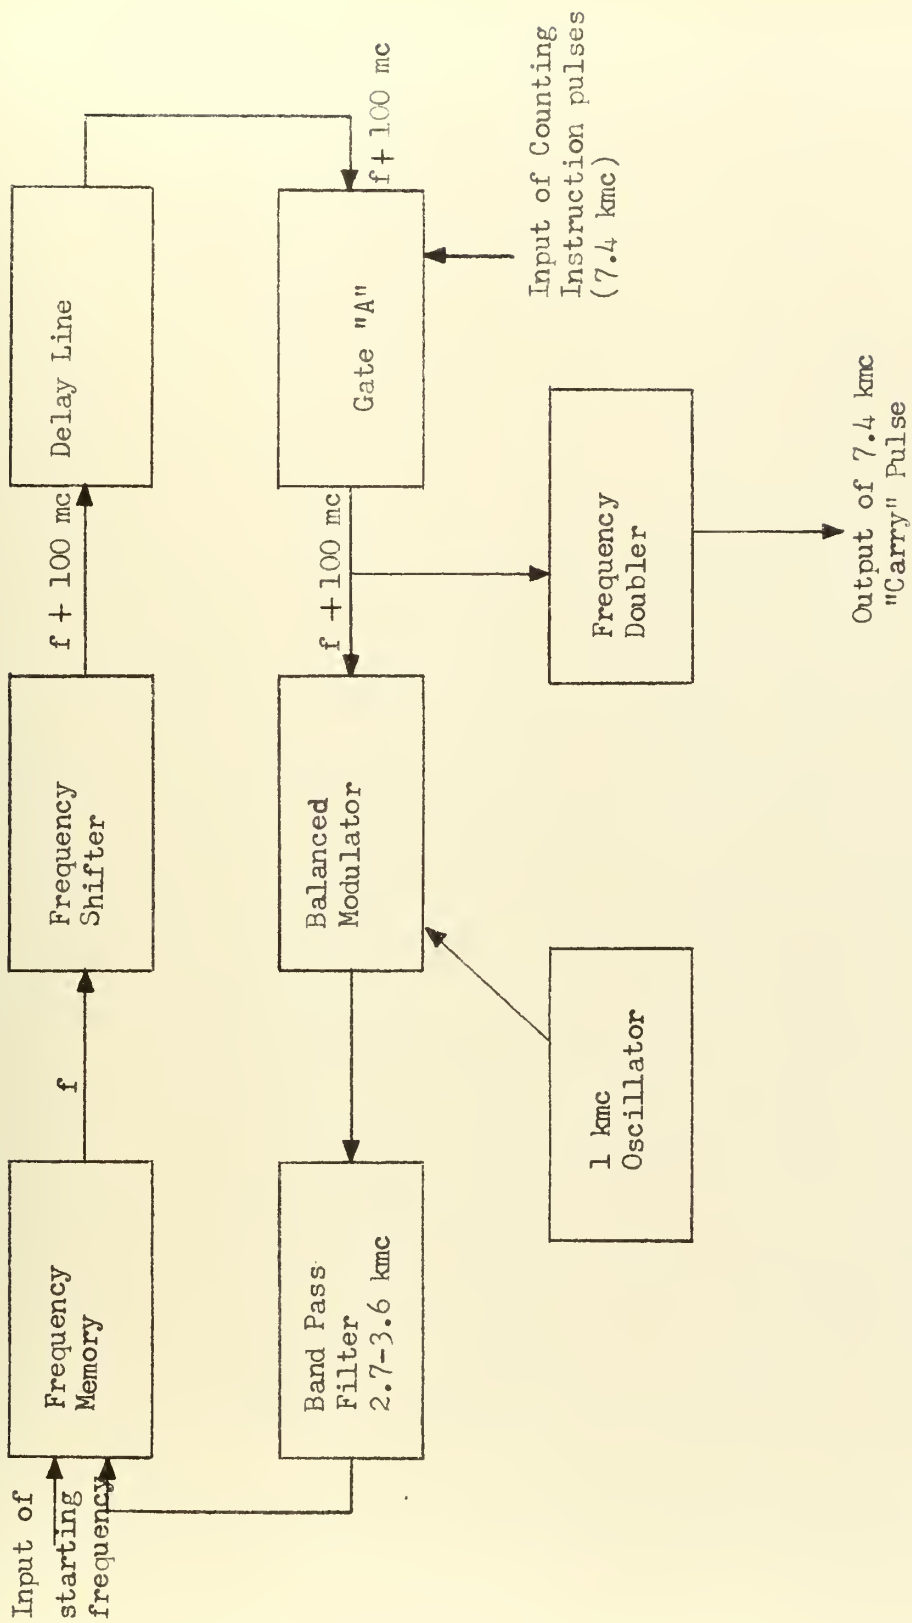 Input of
starting
frequency
Frequency
Memory
f
Frequency
Shifter
f + 100 mc
Delay Line
f + 100 mc
Gate "A"
Input of Counting
Instruction pulses
(7.4 kmc)
f + 100 mc
Balanced
Modulator
Band Pass
Filter
2.7-3.6 kmc
1 kmc
Oscillator
Frequency
Doubler
Output of 7.4 kmc
"Carry" Pulse